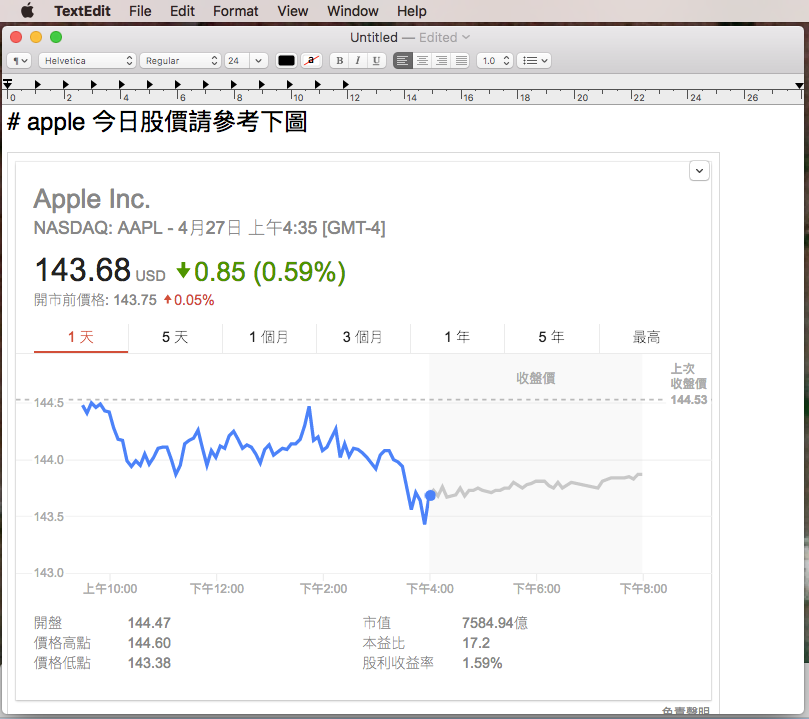 TextEdit File Edit Format View Window Help
Untitled — Edited
¶ Helvetica Regular 24 a B I U 1.0
0 2 4 6 8 10 12 14 16 18 20 22 24 26
# apple 今日股價請參考下圖
Apple Inc.
NASDAQ: AAPL - 4月27日 上午4:35 [GMT-4]
143.68 USD 0.85 (0.59%)
開市前價格: 143.75 0.05%
1 天 5 天 1 個月 3 個月 1 年 5 年 最高
收盤價
上次
收盤價
144.53
144.5
144.0
143.5
143.0
上午10:00 下午12:00 下午2:00 下午4:00 下午6:00 下午8:00
開盤 144.47 市值 7584.94億
價格高點 144.60 本益比 17.2
價格低點 143.38 股利收益率 1.59%
免責聲明